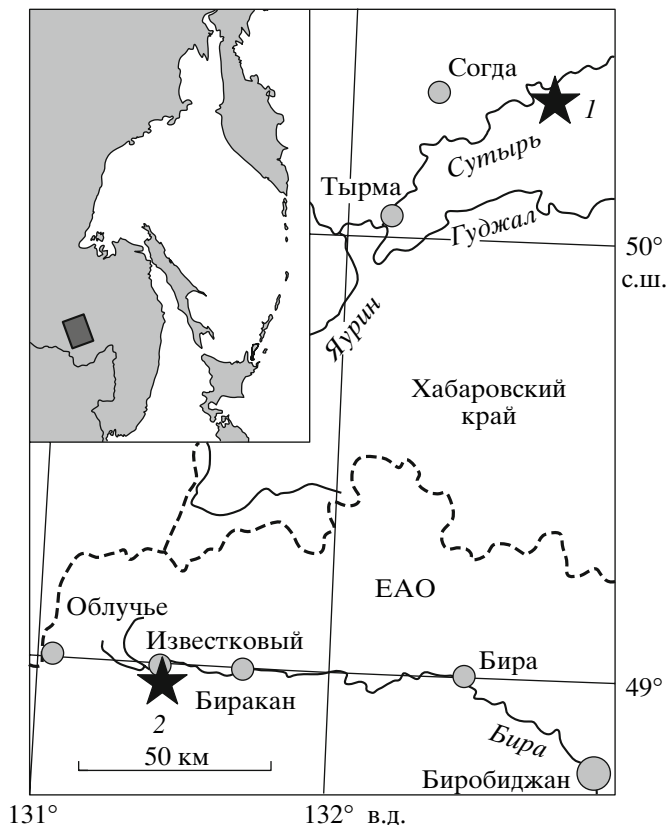 Согда
1
Сутырь
Тырма
Гуджал
50°
с.ш.
Яурин
Хабаровский
край
ЕАО
Облучье
Известковый
Бира
49°
Биракан
2
Бира
50 км
Биробиджан
131°
132° в.д.